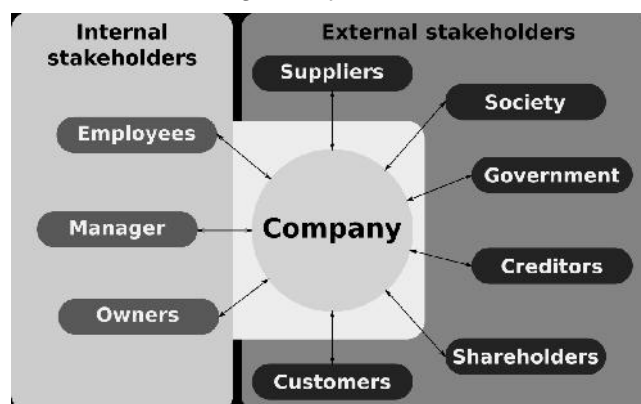 Internal
stakeholders
External stakeholders
Suppliers
Society
Employees
Government
Manager
Company
Creditors
Owners
Shareholders
Customers